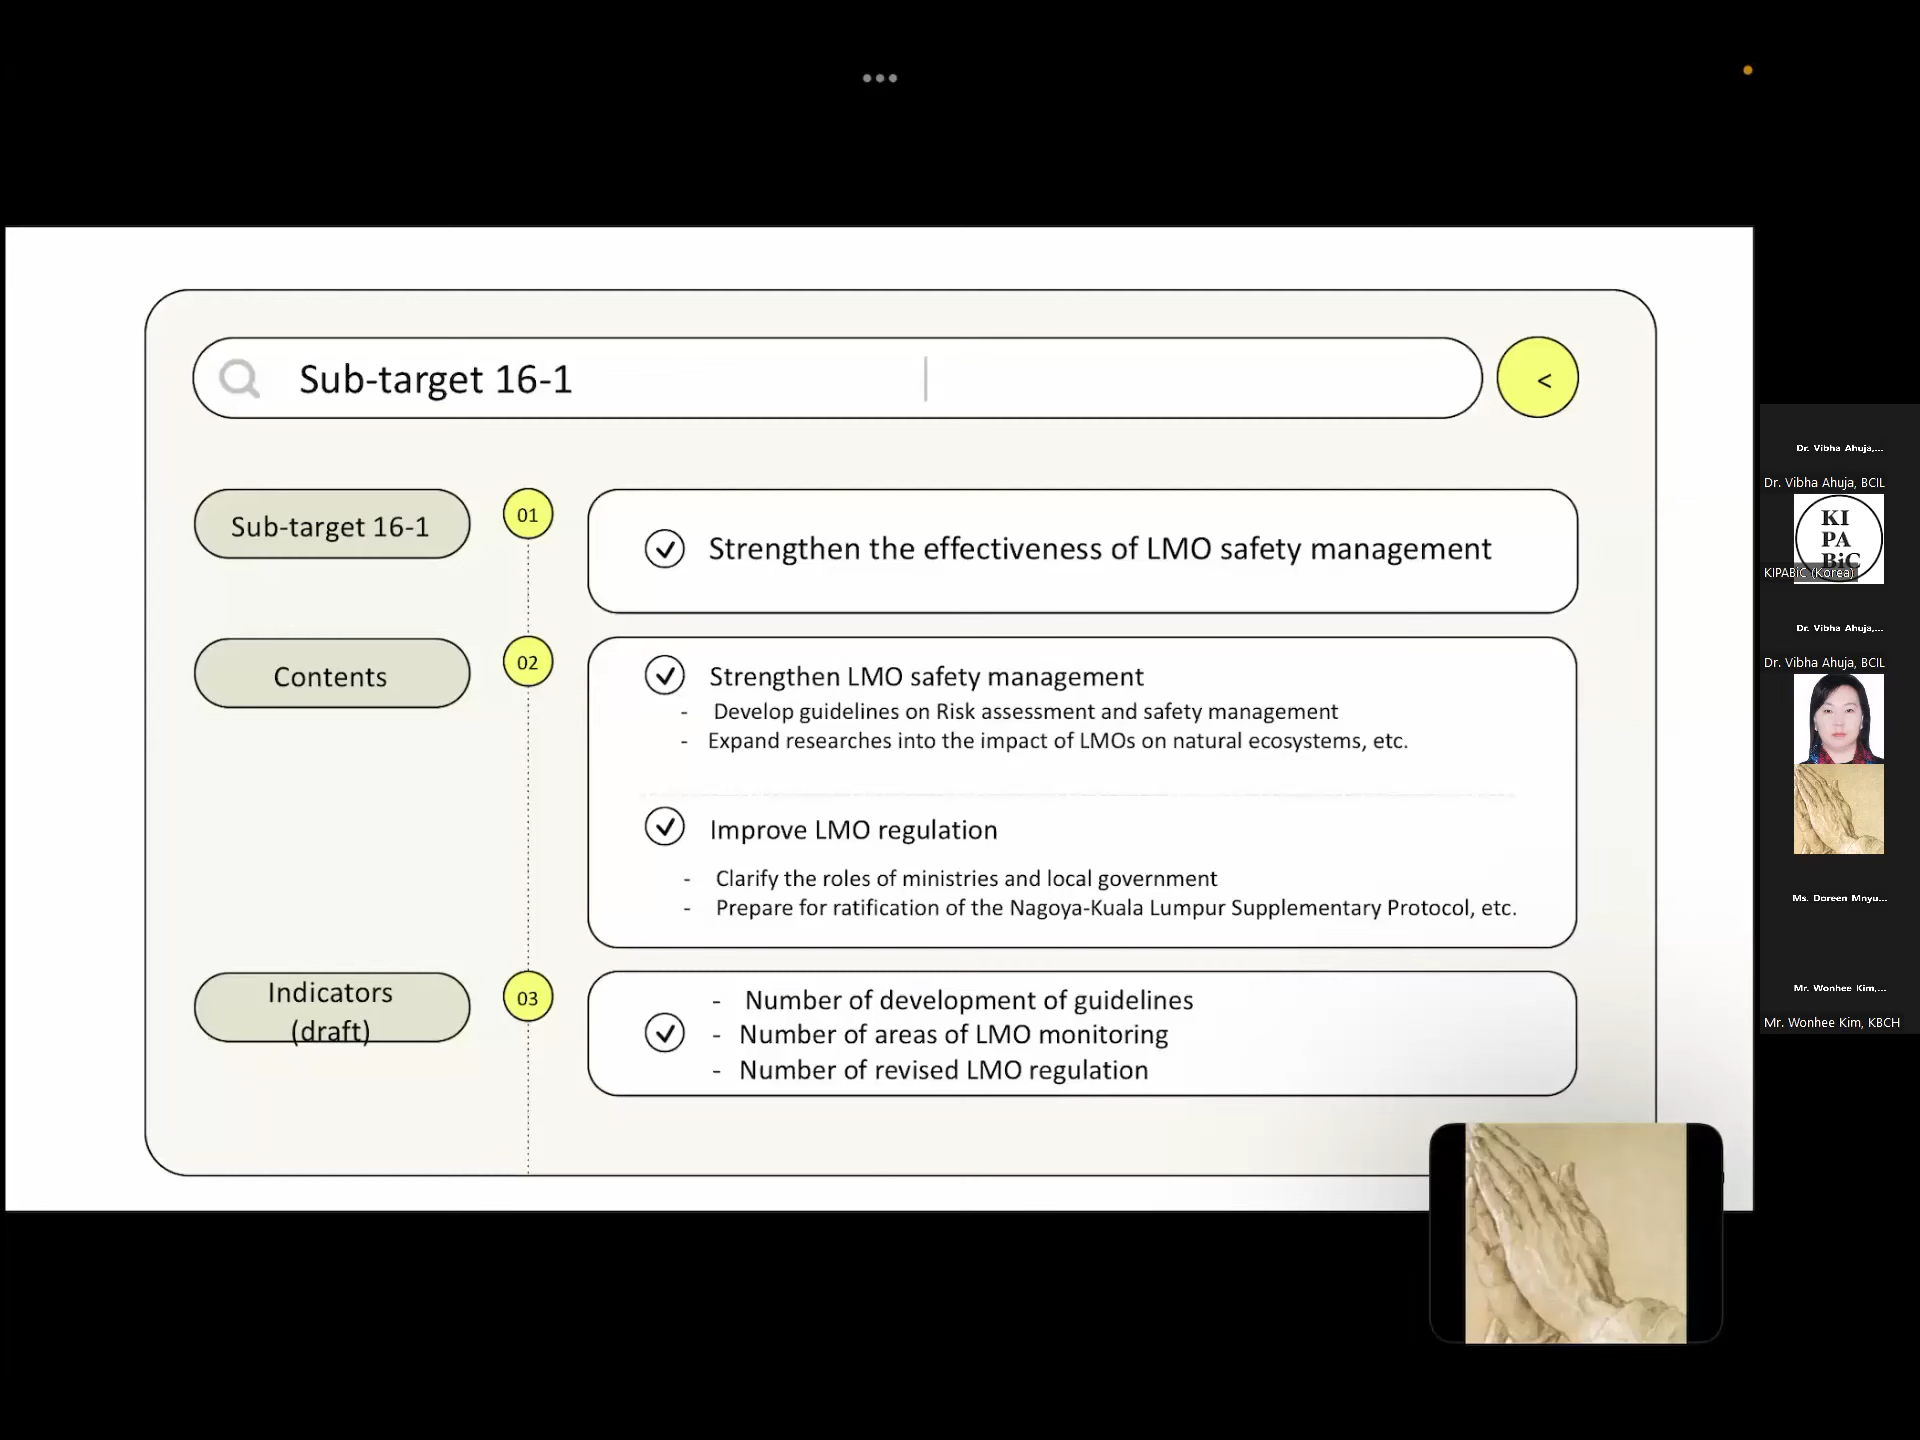 Sub-target 16-1
<
Sub-target 16-1
01
Strengthen the effectiveness of LMO safety management
Contents
02
Strengthen LMO safety management
- Develop guidelines on Risk assessment and safety management
- Expand researches into the impact of LMOs on natural ecosystems, etc.
Improve LMO regulation
- Clarify the roles of ministries and local government
- Prepare for ratification of the Nagoya-Kuala Lumpur Supplementary Protocol, etc.
Indicators
(draft)
03
- Number of development of guidelines
- Number of areas of LMO monitoring
- Number of revised LMO regulation
Dr. Vibha Ahuja,...
Dr. Vibha Ahuja, BCIL
KI
PA
BiC
KIPABiC (Korea)
Dr. Vibha Ahuja,...
Dr. Vibha Ahuja, BCIL
Ms. Doreen Mnyu...
Mr. Wonhee Kim,...
Mr. Wonhee Kim, KBCH